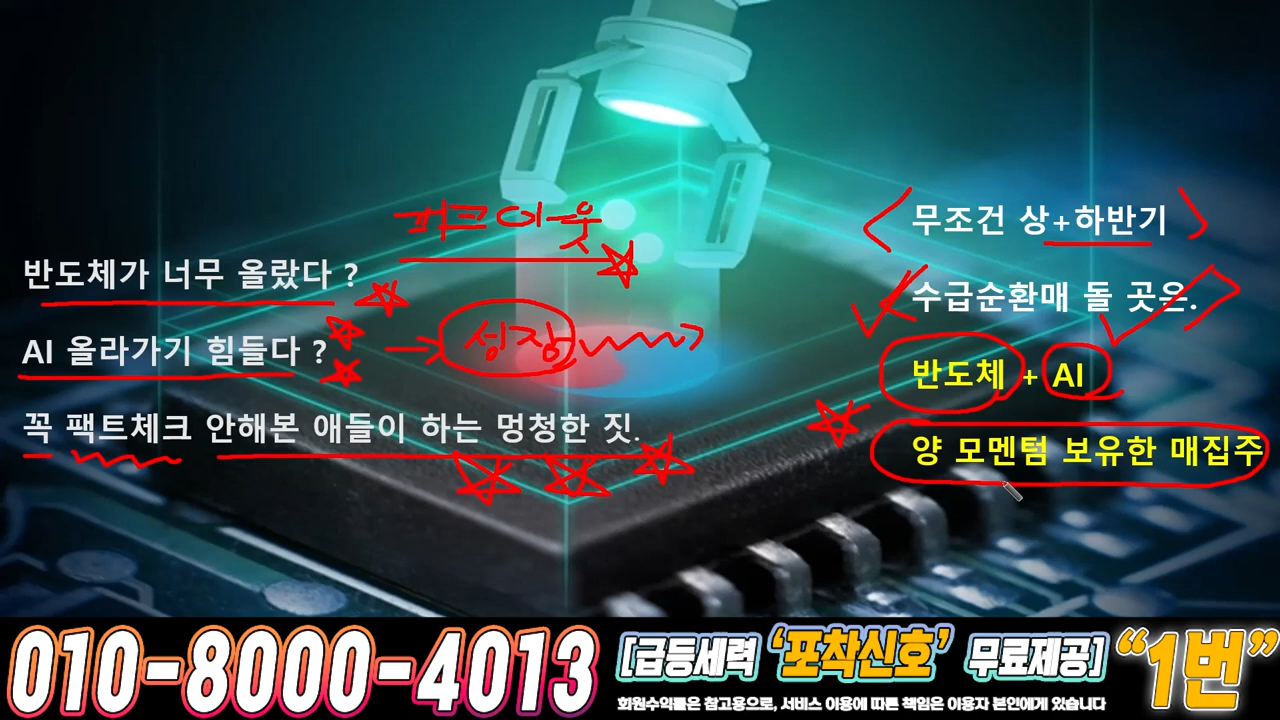 피크아웃
반도체가 너무 올랐다 ?
AI 올라가기 힘들다 ?
성장
꼭 팩트체크 안해본 애들이 하는 멍청한 짓.
무조건 상+하반기
수급순환매 돌 곳은.
반도체 + AI
양 모멘텀 보유한 매집주
010-8000-4013
[급등세력 '포착신호' 무료제공] "1번"
회원수익률은 참고용으로, 서비스 이용에 따른 책임은 이용자 본인에게 있습니다